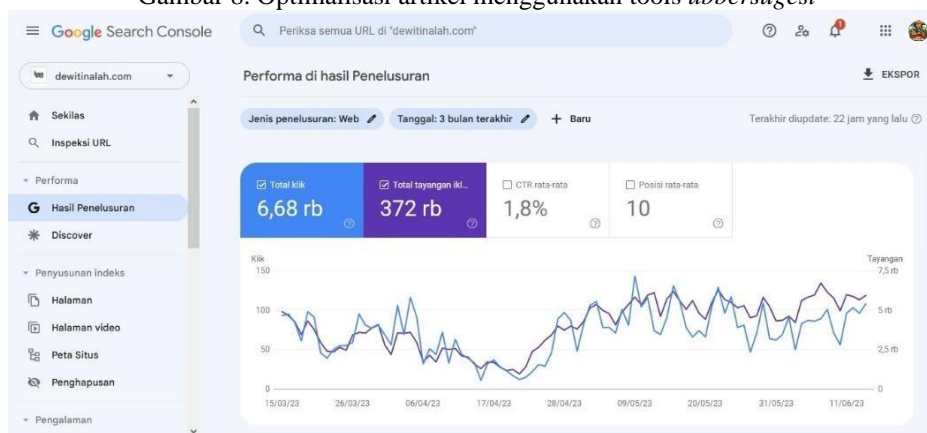 Gambar 8. Optimalisasi artikel menggunakan tools ubbersugest
Google Search Console
Periksa semua URL di "dewitinalah.com"
1
dewitinalah.com
Performa di hasil Penelusuran
EKSPOR
Sekilas
Inspeksi URL
Jenis penelusuran: Web
Tanggal: 3 bulan terakhir
+ Baru
Terakhir diupdate: 22 jam yang lalu
Performa
Hasil Penelusuran
Discover
Total klik
6,68 rb
Total tayangan ikl...
372 rb
CTR rata-rata
1,8%
Posisi rata-rata
10
Penyusunan indeks
Halaman
Halaman video
Peta Situs
Penghapusan
Pengalaman
Klik
Tayangan
150
7,5 rb
100
5 rb
50
2,5 rb
0
0
15/03/23 26/03/23 06/04/23 17/04/23 28/04/23 09/05/23 20/05/23 31/05/23 11/06/23